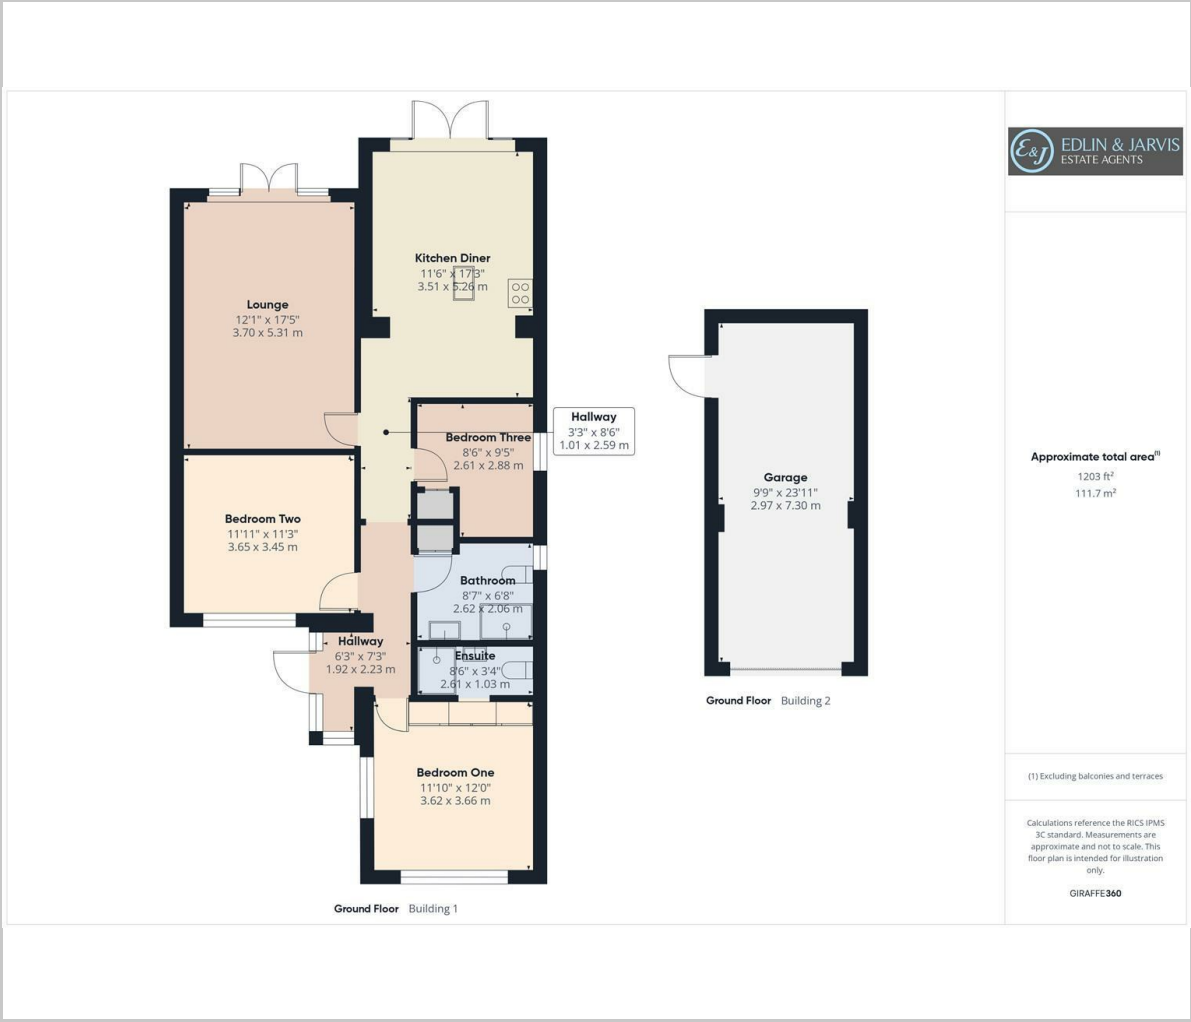 Kitchen Diner
11'6" x 17'3"
3.51 x 5.26 m
Lounge
12'1" x 17'5"
3.70 x 5.31 m
Hallway
3'3" x 8'6"
1.01 x 2.59 m
Bedroom Three
8'6" x 9'5"
2.61 x 2.88 m
Bedroom Two
11'11" x 11'3"
3.65 x 3.45 m
Bathroom
8'7" x 6'8"
2.62 x 2.06 m
Hallway
6'3" x 7'3"
1.92 x 2.23 m
Ensuite
8'6" x 3'4"
2.61 x 1.03 m
Bedroom One
11'10" x 12'0"
3.62 x 3.66 m
Ground Floor Building 1
Garage
9'9" x 23'11"
2.97 x 7.30 m
Ground Floor Building 2
E&J
EDLIN & JARVIS
ESTATE AGENTS
Approximate total area⁽¹⁾
1203 ft²
111.7 m²
(1) Excluding balconies and terraces
Calculations reference the RICS IPMS
3C standard. Measurements are
approximate and not to scale. This
floor plan is intended for illustration
only.
GIRAFFE360